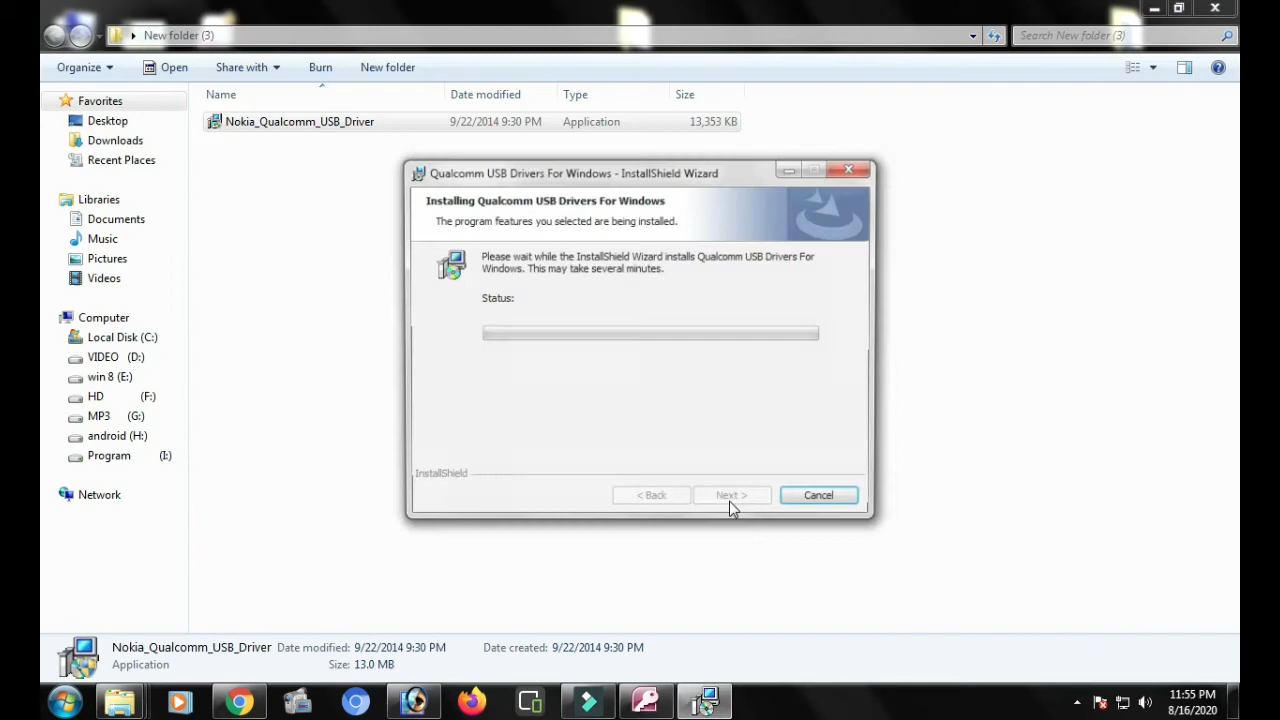 New folder (3)
Search New folder (3)
Organize
Open
Share with
Burn
New folder
Name
Date modified
Type
Size
Favorites
Desktop
Downloads
Recent Places
Libraries
Documents
Music
Pictures
Videos
Computer
Local Disk (C:)
VIDEO (D:)
win 8 (E:)
HD (F:)
MP3 (G:)
android (H:)
Program (I:)
Network
Nokia_Qualcomm_USB_Driver 9/22/2014 9:30 PM Application 13,353 KB
Qualcomm USB Drivers For Windows - InstallShield Wizard
Installing Qualcomm USB Drivers For Windows
The program features you selected are being installed.
Please wait while the InstallShield Wizard installs Qualcomm USB Drivers For
Windows. This may take several minutes.
Status:
InstallShield
< Back
Next >
Cancel
Nokia_Qualcomm_USB_Driver Date modified: 9/22/2014 9:30 PM Date created: 9/22/2014 9:30 PM
Application Size: 13.0 MB
11:55 PM
8/16/2020